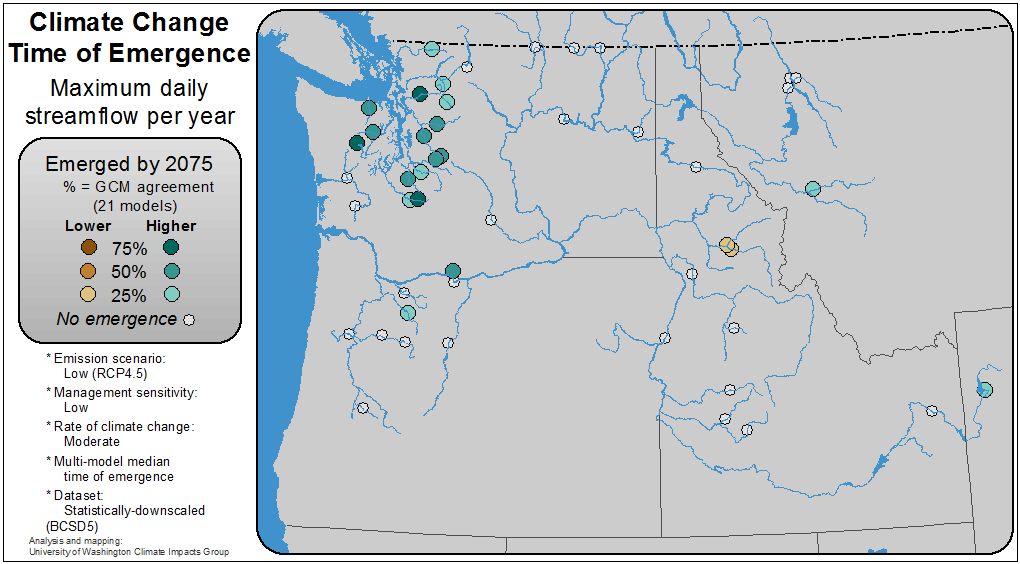 Climate Change
Time of Emergence
Maximum daily
streamflow per year
Emerged by 2075
% = GCM agreement
(21 models)
Lower Higher
75%
50%
25%
No emergence
* Emission scenario:
Low (RCP4.5)
* Management sensitivity:
Low
* Rate of climate change:
Moderate
* Multi-model median
time of emergence
* Dataset:
Statistically-downscaled
(BCSD5)
Analysis and mapping:
University of Washington Climate Impacts Group